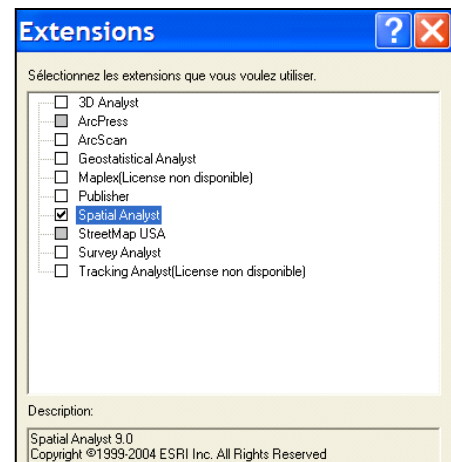 Extensions
Sélectionnez les extensions que vous voulez utiliser.
3D Analyst
ArcPress
ArcScan
Geostatistical Analyst
Maplex(License non disponible)
Publisher
Spatial Analyst
StreetMap USA
Survey Analyst
Tracking Analyst(License non disponible)
Description:
Spatial Analyst 9.0
Copyright ©1999-2004 ESRI Inc. All Rights Reserved